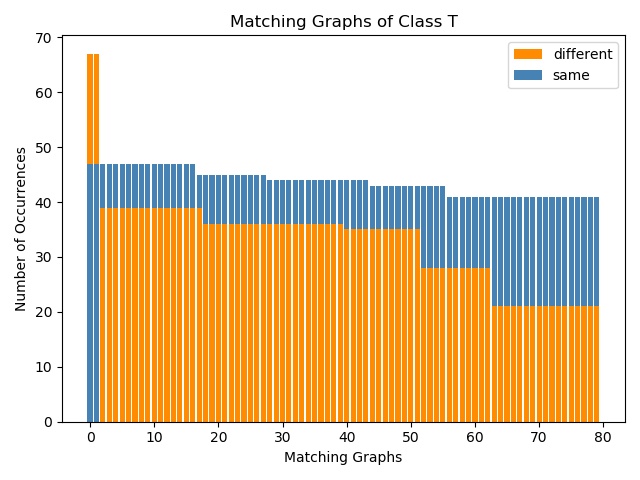 Matching Graphs of Class T
different
same
Number of Occurrences
70
60
50
40
30
20
10
0
0 10 20 30 40 50 60 70 80
Matching Graphs